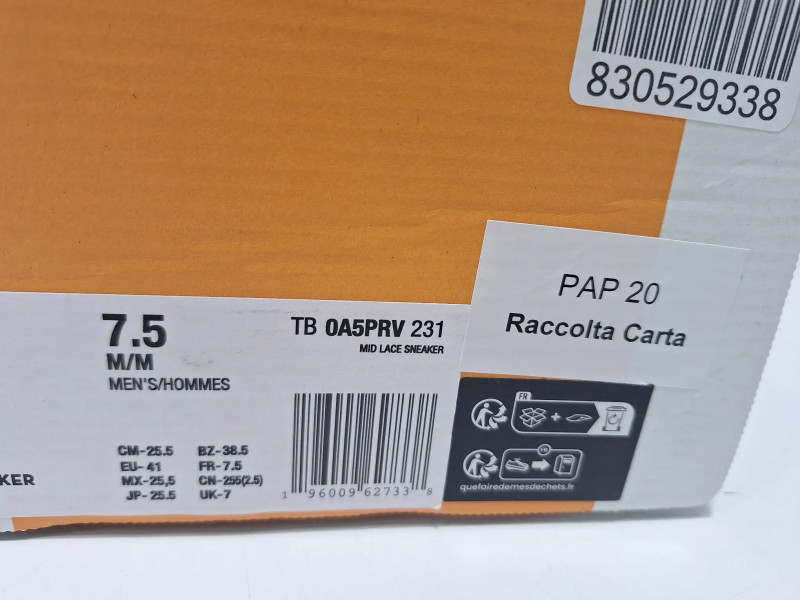 830529338
PAP 20
Raccolta Carta
7.5
M/M
MEN'S/HOMMES
TB 0A5PRV 231
MID LACE SNEAKER
CM-25.5 BZ-38.5
EU-41 FR-7.5
MX-25,5 CN-255(2.5)
JP-25.5 UK-7
KER
1 96009 62733 8
FR
+
FR
quefairedemesdechets.fr